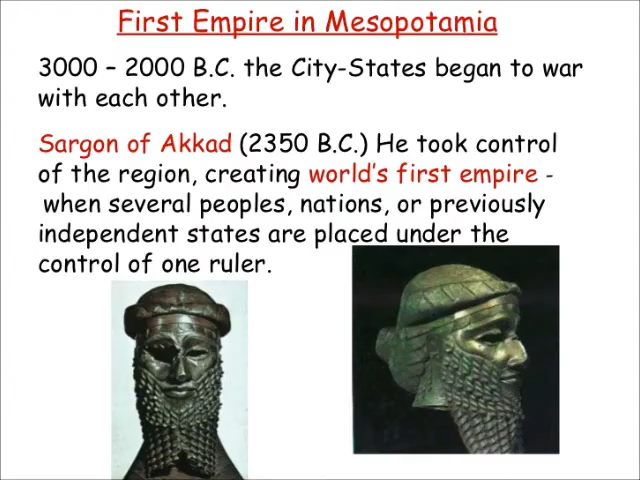 First Empire in Mesopotamia
3000 – 2000 B.C. the City-States began to war
with each other.
Sargon of Akkad (2350 B.C.) He took control
of the region, creating world's first empire -
when several peoples, nations, or previously
independent states are placed under the
control of one ruler.